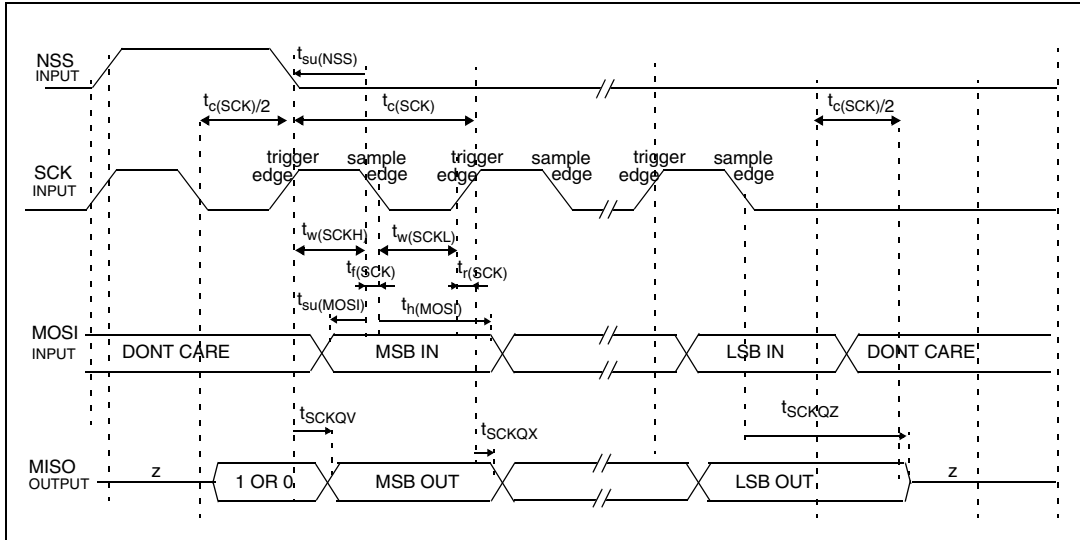 NSS
INPUT
tsu(NSS)
tc(SCK)/2
tc(SCK)
tc(SCK)/2
SCK
INPUT
trigger
edge
sample
edge
trigger
edge
sample
edge
trigger
edge
sample
edge
tw(SCKH)
tw(SCKL)
tf(SCK)
tr(SCK)
tsu(MOSI)
th(MOSI)
MOSI
INPUT
DONT CARE
MSB IN
LSB IN
DONT CARE
tSCKQV
tSCKQX
tSCKQZ
MISO
OUTPUT
z
1 OR 0
MSB OUT
LSB OUT
z